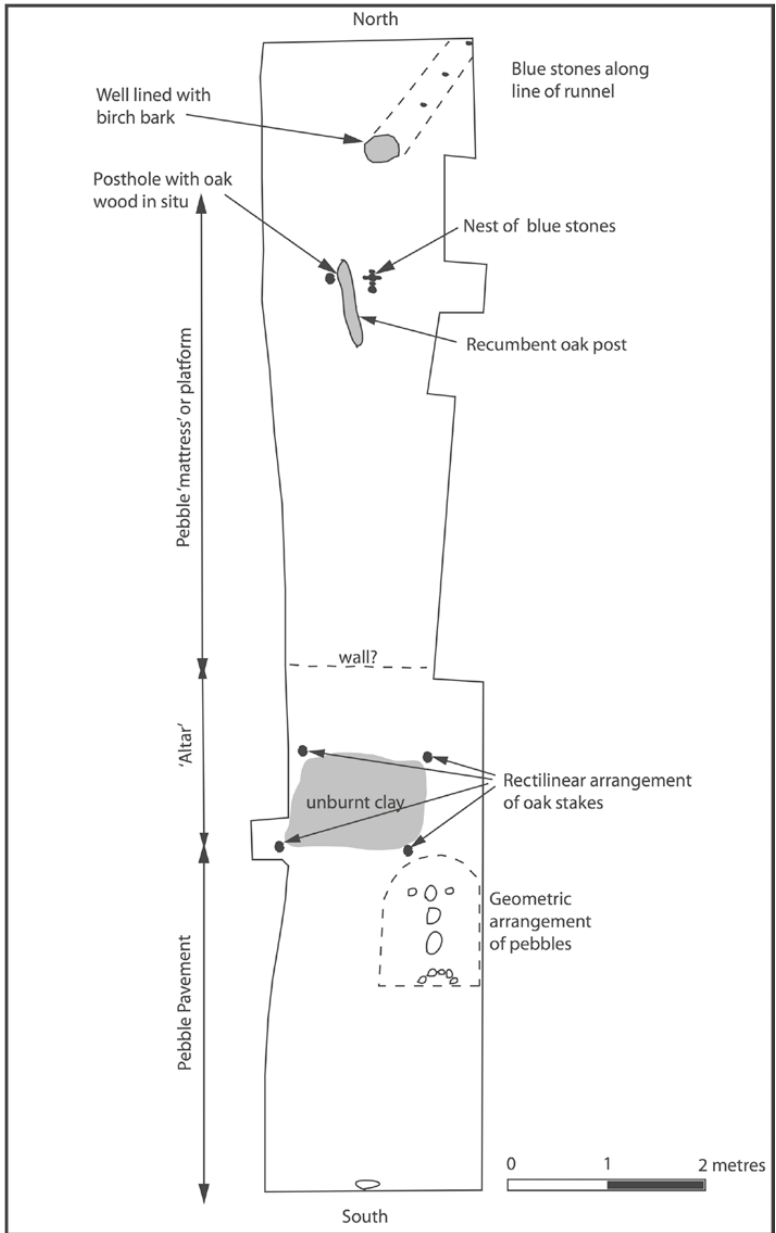 North
Blue stones along
line of runnel
Well lined with
birch bark
Posthole with oak
wood in situ
Nest of blue stones
Recumbent oak post
Pebble 'mattress' or platform
wall?
'Altar'
Rectilinear arrangement
of oak stakes
unburnt clay
Geometric
arrangement
of pebbles
Pebble Pavement
0 1 2 metres
South